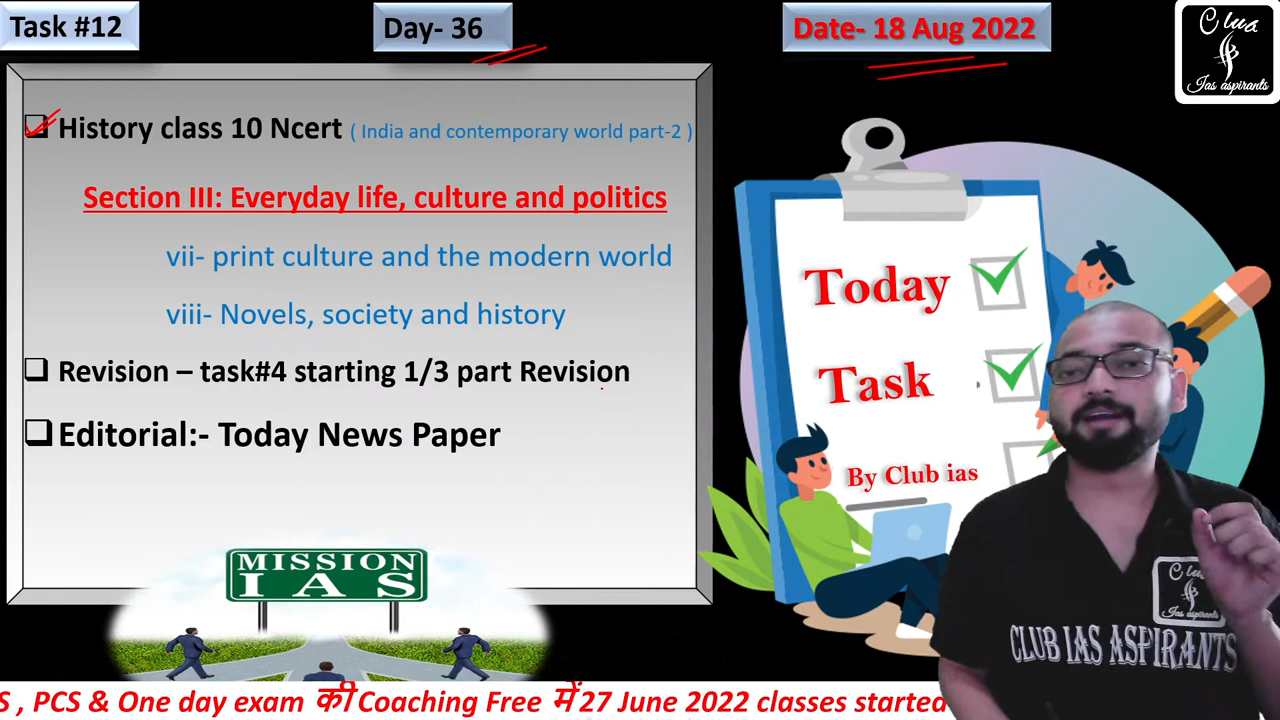 Task #12
Day- 36
Date- 18 Aug 2022
Club
Ias aspirants
History class 10 Ncert ( India and contemporary world part-2 )
Section III: Everyday life, culture and politics
vii- print culture and the modern world
viii- Novels, society and history
Revision – task#4 starting 1/3 part Revision
Editorial:- Today News Paper
Today
Task
By Club ias
MISSION
IAS
Club
Ias aspirants
CLUB IAS ASPIRANTS
S , PCS & One day exam की Coaching Free में 27 June 2022 classes started